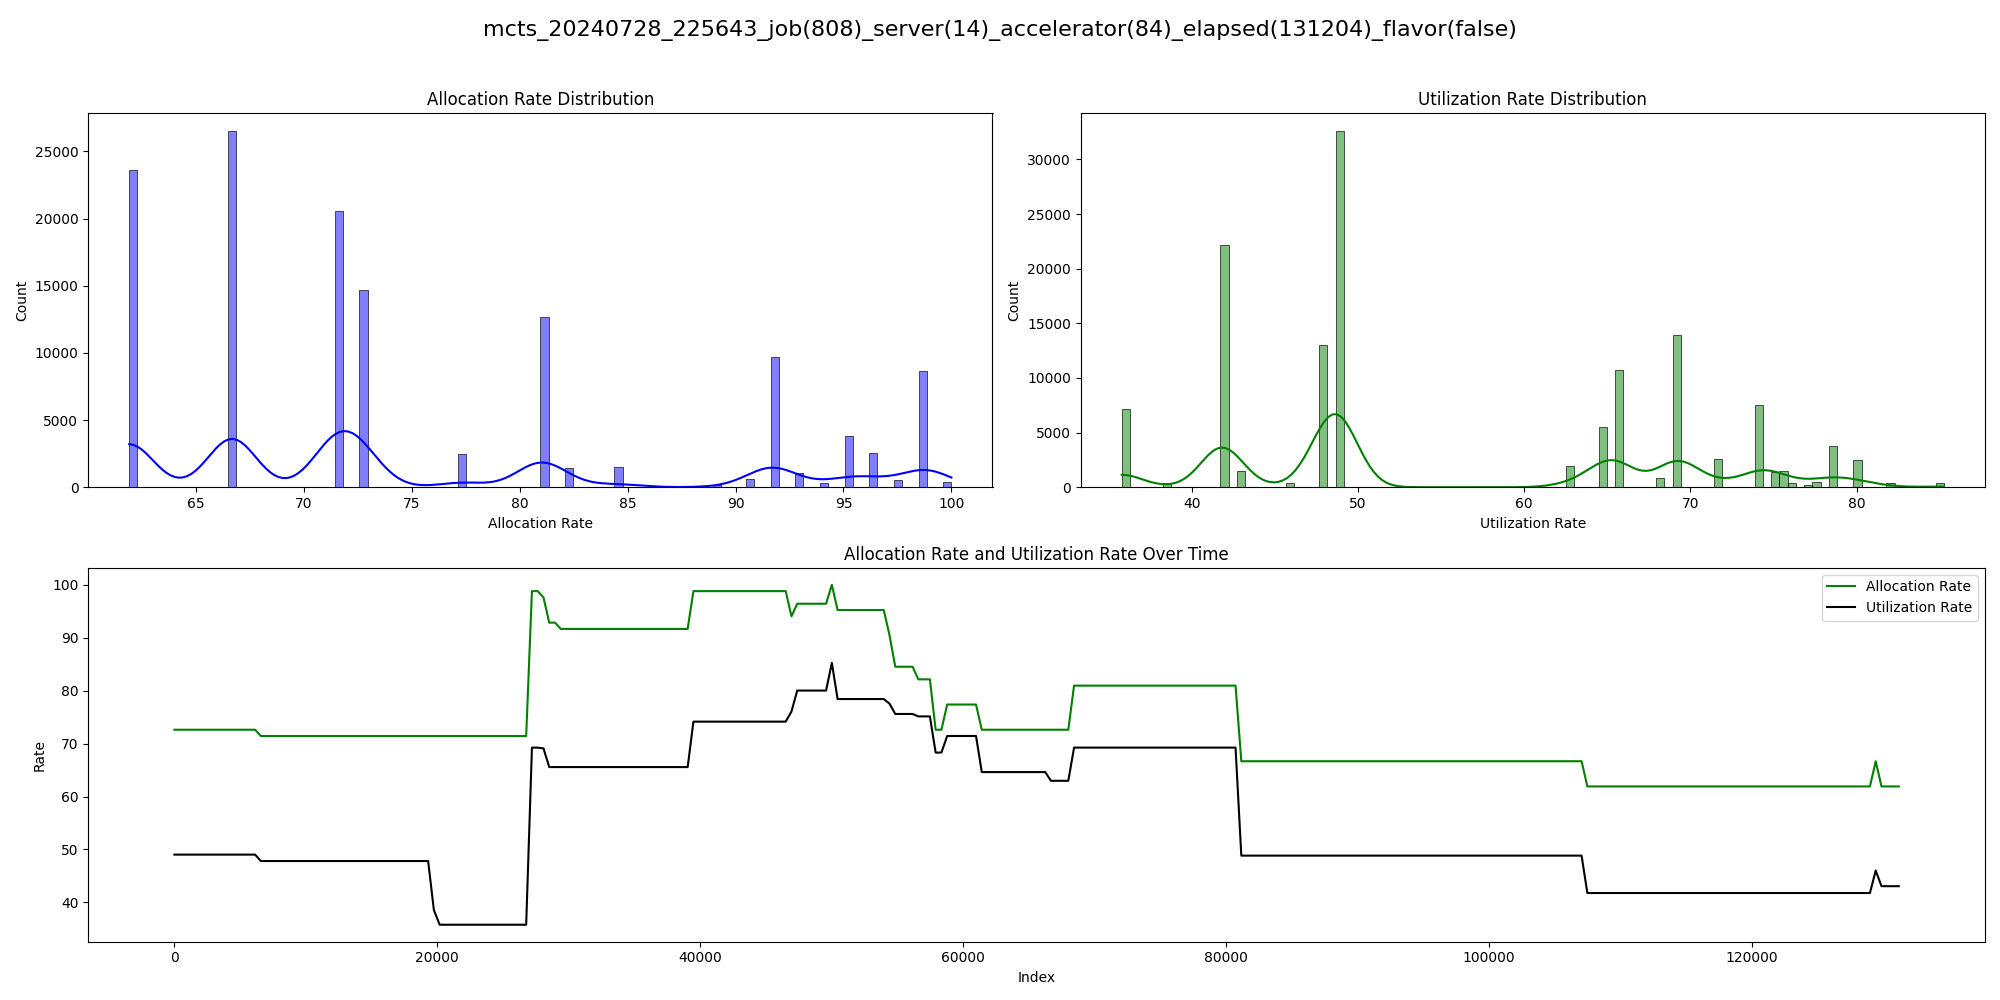 mcts_20240728_225643_job(808)_server(14)_accelerator(84)_elapsed(131204)_flavor(false)
Allocation Rate Distribution
25000
20000
15000
10000
5000
0
Count
65 70 75 80 85 90 95 100
Allocation Rate
Utilization Rate Distribution
30000
25000
20000
15000
10000
5000
0
Count
40 50 60 70 80
Utilization Rate
Allocation Rate and Utilization Rate Over Time
100
90
80
70
60
50
40
Rate
Allocation Rate
Utilization Rate
0 20000 40000 60000 80000 100000 120000
Index